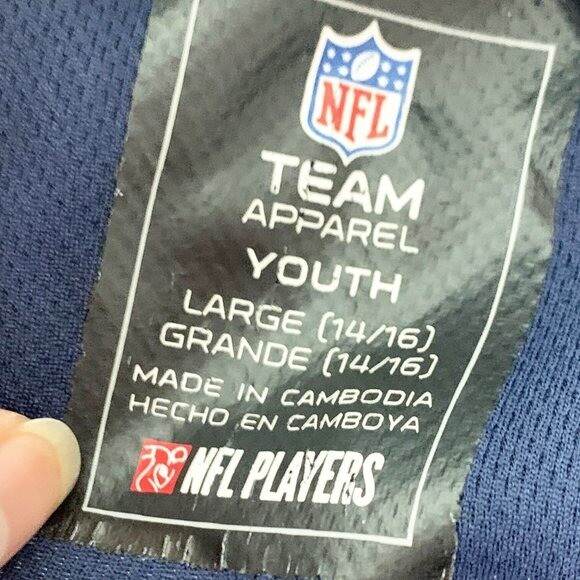 NFL
TEAM
APPAREL
YOUTH
LARGE (14/16)
GRANDE (14/16)
MADE IN CAMBODIA
HECHO EN CAMBOYA
NFL PLAYERS